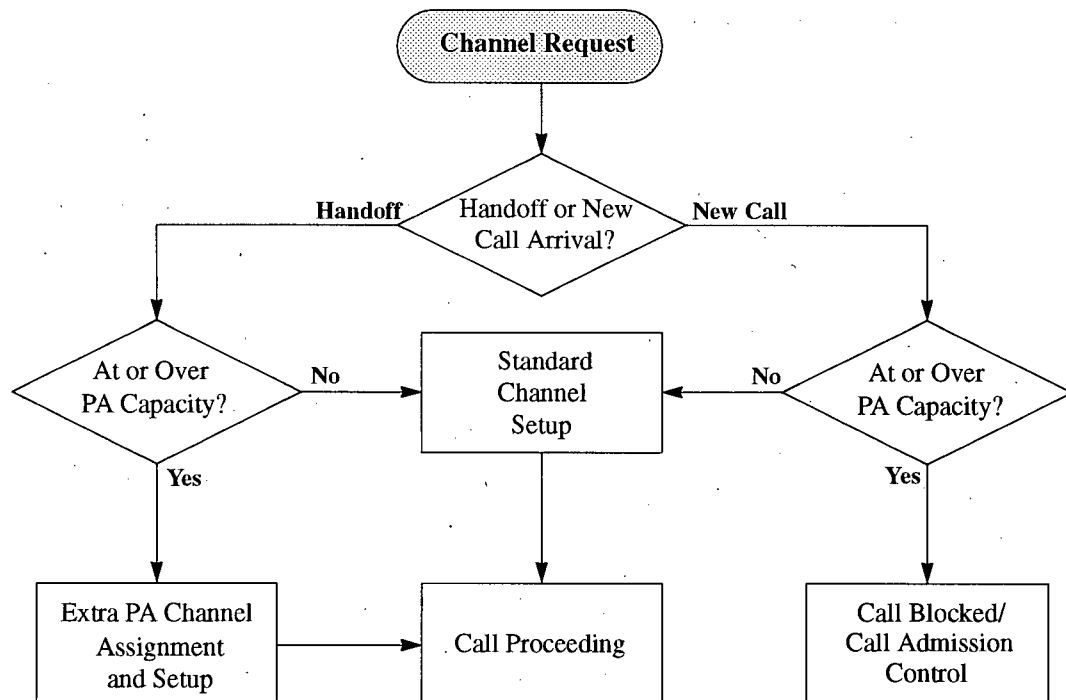 Channel Request
Handoff or New
Call Arrival?
Handoff
New Call
At or Over
PA Capacity?
No
Yes
Standard
Channel
Setup
No
At or Over
PA Capacity?
Yes
Extra PA Channel
Assignment
and Setup
Call Proceeding
Call Blocked/
Call Admission
Control